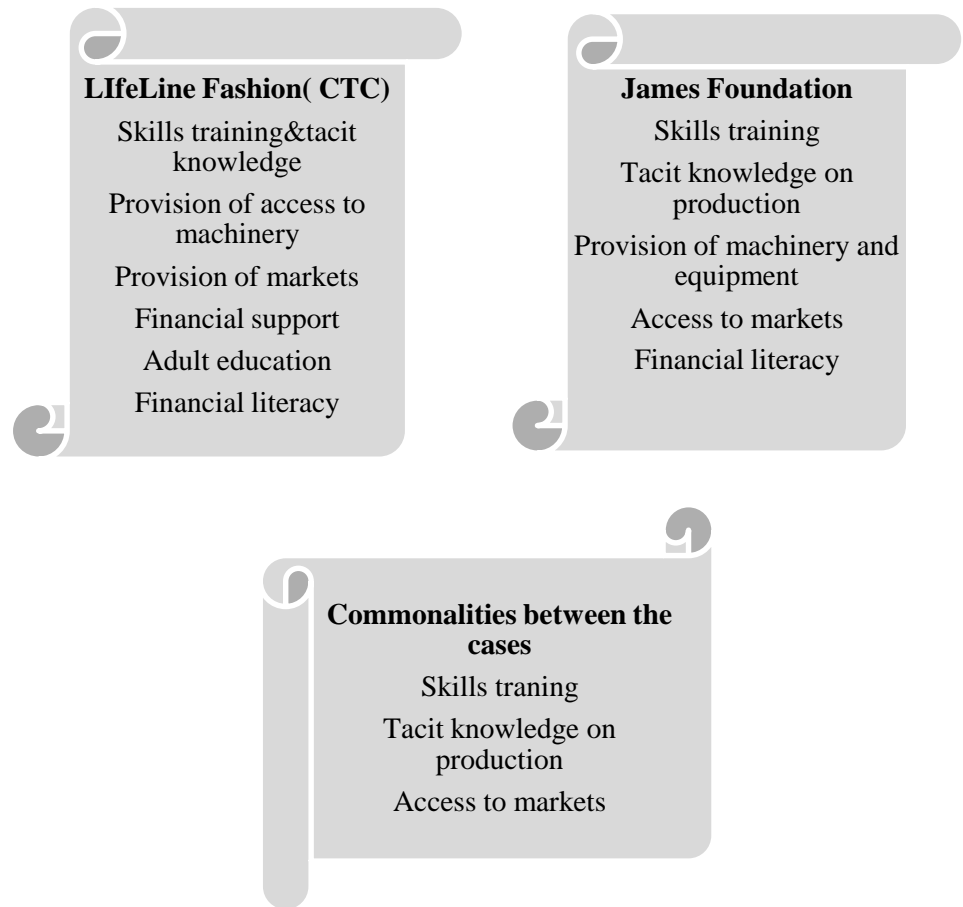 LIfeLine Fashion( CTC)
Skills training&tacit
knowledge
Provision of access to
machinery
Provision of markets
Financial support
Adult education
Financial literacy
James Foundation
Skills training
Tacit knowledge on
production
Provision of machinery and
equipment
Access to markets
Financial literacy
Commonalities between the
cases
Skills traning
Tacit knowledge on
production
Access to markets